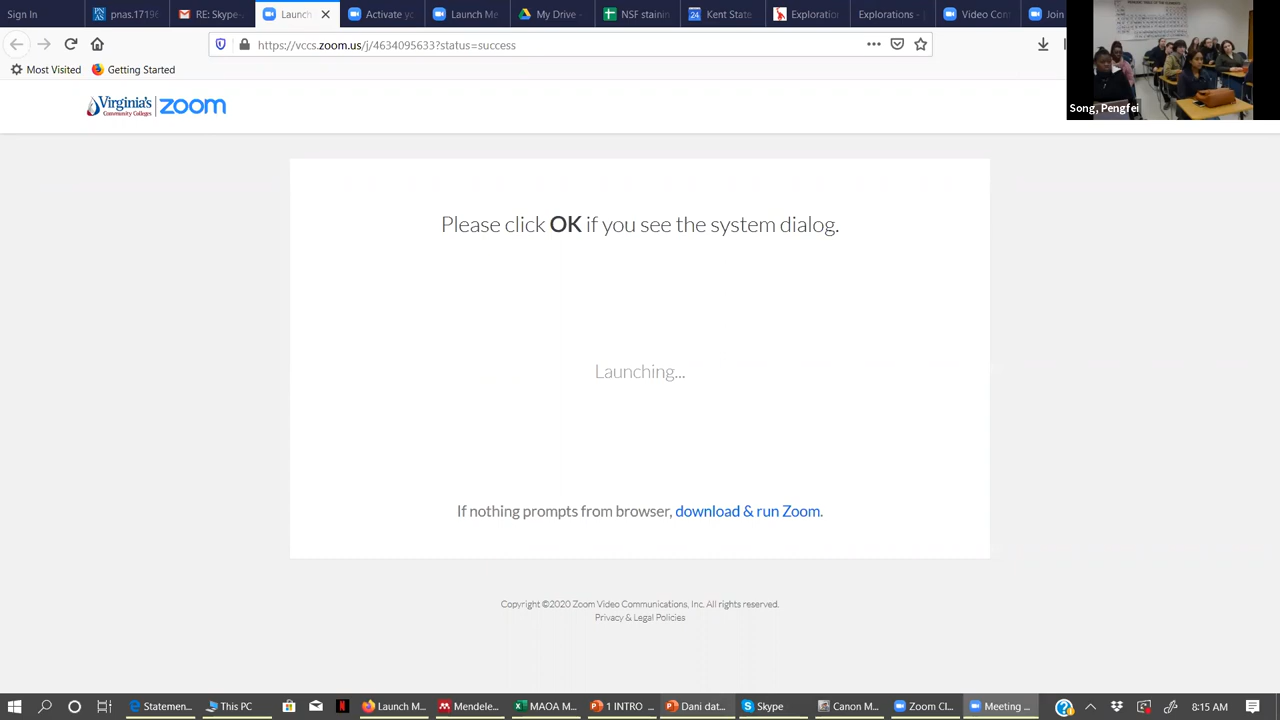 Sign In
pnas.17196
RE: Skype-
Launch
Activate
Launch Me
My Drive -
NSF stainin
Kent State
Exploration
Video Con
Join
https://vccs.zoom.us/j/4634095633?status=success
Most Visited
Getting Started
Virginia's
Community Colleges
zoom
Song, Pengfei
Please click OK if you see the system dialog.
Launching...
If nothing prompts from browser, download & run Zoom.
Copyright ©2020 Zoom Video Communications, Inc. All rights reserved.
Privacy & Legal Policies
Statemen...
This PC
Launch M...
Mendele...
MAOA M...
1 INTRO ...
Dani dat...
Skype
Canon M...
Zoom Cl...
Meeting ...
8:15 AM